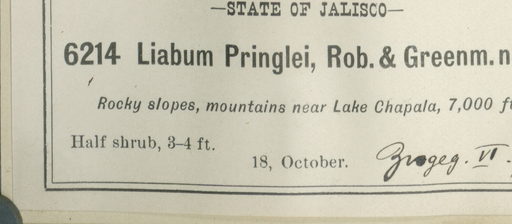 —STATE OF JALISCO—
6214 Liabum Pringlei, Rob. & Greenm. n
Rocky slopes, mountains near Lake Chapala, 7,000 f
Half shrub, 3–4 ft.
18, October.
VI